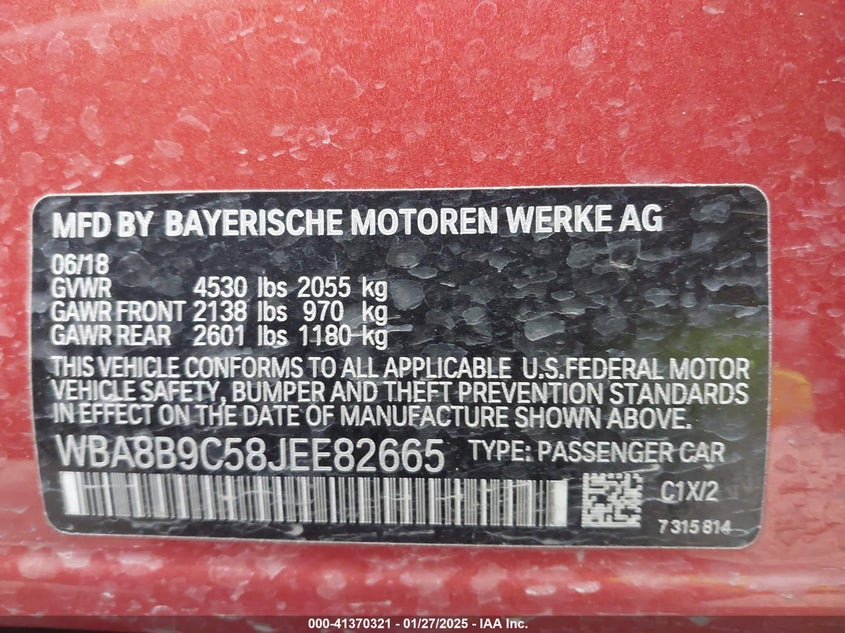 MFD BY BAYERISCHE MOTOREN WERKE AG
06/18
GVWR 4530 lbs 2055 kg
GAWR FRONT 2138 lbs 970 kg
GAWR REAR 2601 lbs 1180 kg
THIS VEHICLE CONFORMS TO ALL APPLICABLE U.S.FEDERAL MOTOR
VEHICLE SAFETY, BUMPER AND THEFT PREVENTION STANDARDS
IN EFFECT ON THE DATE OF MANUFACTURE SHOWN ABOVE.
WBA8B9C58JEE82665 TYPE: PASSENGER CAR
C1X/2
7315814
000-41370321 - 01/27/2025 - IAA Inc.